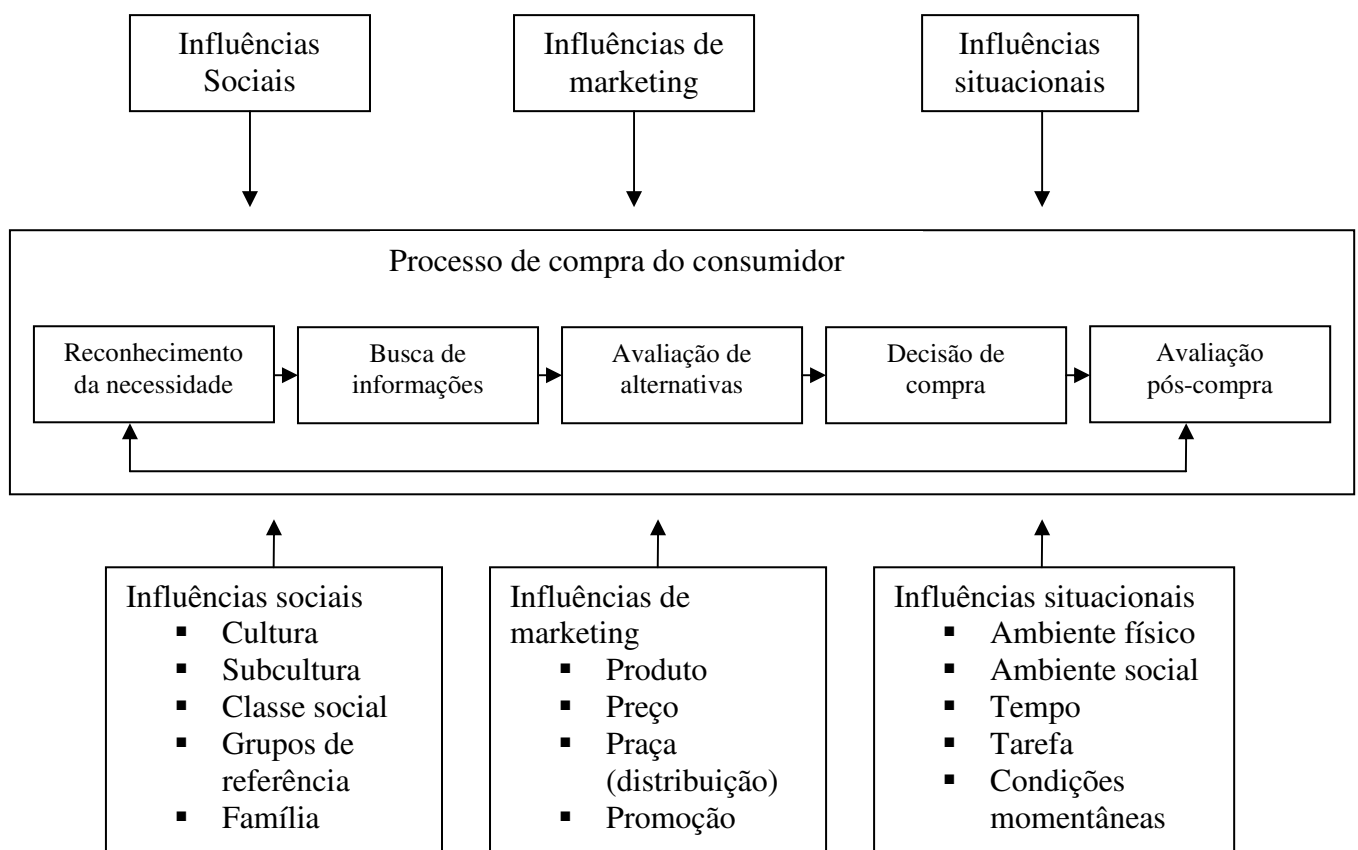 Influências
Sociais
Influências de
marketing
Influências
situacionais
Processo de compra do consumidor
Reconhecimento
da necessidade
Busca de
informações
Avaliação de
alternativas
Decisão de
compra
Avaliação
pós-compra
Influências sociais
▪ Cultura
▪ Subcultura
▪ Classe social
▪ Grupos de
referência
▪ Família
Influências de
marketing
▪ Produto
▪ Preço
▪ Praça
(distribuição)
▪ Promoção
Influências situacionais
▪ Ambiente físico
▪ Ambiente social
▪ Tempo
▪ Tarefa
▪ Condições
momentâneas